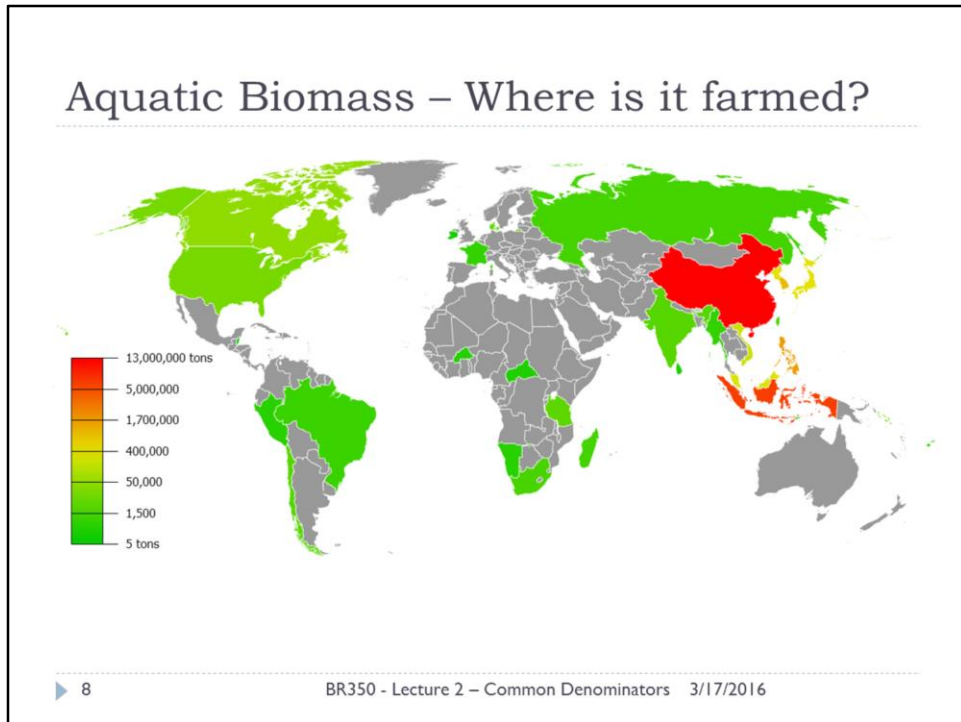 Aquatic Biomass – Where is it farmed?
13,000,000 tons
5,000,000
1,700,000
400,000
50,000
1,500
5 tons
8
BR350 - Lecture 2 – Common Denominators 3/17/2016